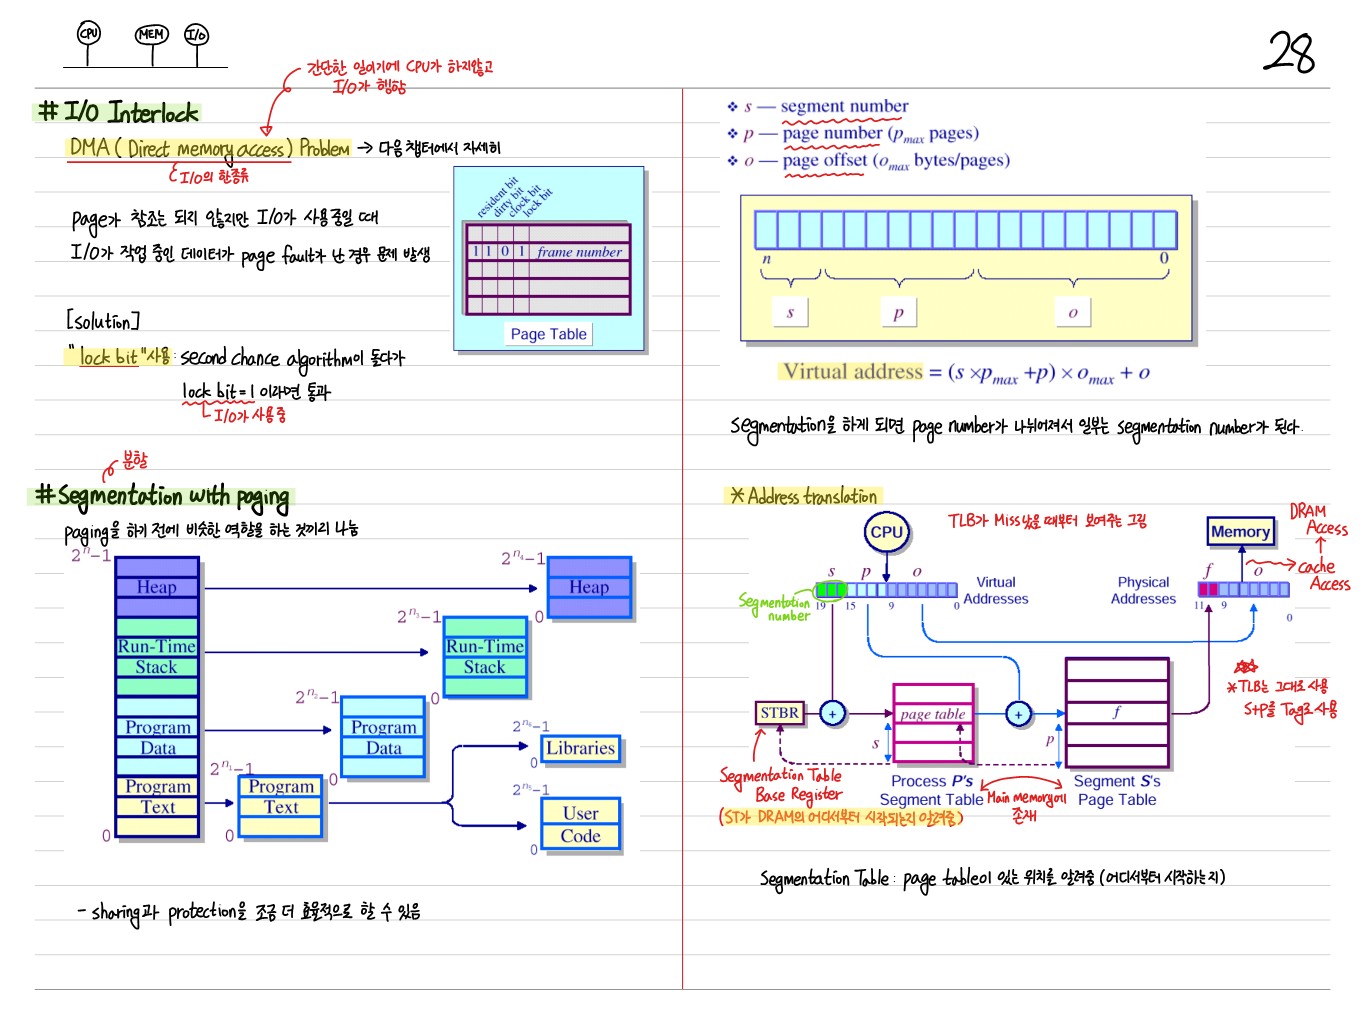 CPU MEM I/O
28
간단한 일이기에 CPU가 하지않고
I/O가 행함
# I/O Interlock
DMA ( Direct memory access ) Problem → 다음 챕터에서 자세히
I/O의 한종류
page가 참조는 되지 않지만 I/O가 사용중일 때
I/O가 작업 중인 데이터가 page fault가 난 경우 문제 발생
resident bit
dirty bit
clock bit
lock bit
1 1 0 1 frame number
Page Table
[solution]
"lock bit" 사용 : second chance algorithm이 돌다가
lock bit = 1 이라면 통과
I/O가 사용중
분할
# Segmentation with paging
paging을 하기 전에 비슷한 역할을 하는 것끼리 나눔
2ⁿ-1
Heap
Run-Time
Stack
Program
Data
Program
Text
0
2^n₄-1
Heap
0
2^n₃-1
Run-Time
Stack
0
2^n₂-1
Program
Data
0
2^n₁-1
Program
Text
0
2^n₆-1
Libraries
0
2^n₅-1
User
Code
0
- sharing과 protection을 조금 더 효율적으로 할 수 있음
❖ s — segment number
❖ p — page number (p_max pages)
❖ o — page offset (o_max bytes/pages)
n 0
s p o
Virtual address = (s ×p_max +p) × o_max + o
segmentation을 하게 되면 page number가 나뉘어져서 일부는 segmentation number가 된다.
* Address translation
TLB가 Miss났을 때부터 보여주는 그림
CPU
Memory
DRAM
Access
cache
Access
s p o
f o
Segmentation
number
19 15 9 0
Virtual
Addresses
Physical
Addresses
11 9 0
* TLB는 그대로 사용
S+P를 Tag로 사용
STBR
+
page table
+
f
s
p
Segmentation Table
Base Register
(ST가 DRAM의 어디서부터 시작되는지 알려줌)
Process P's
Segment Table
Main memory에
존재
Segment S's
Page Table
Segmentation Table : page table이 있는 위치를 알려줌 (어디서부터 시작하는지)